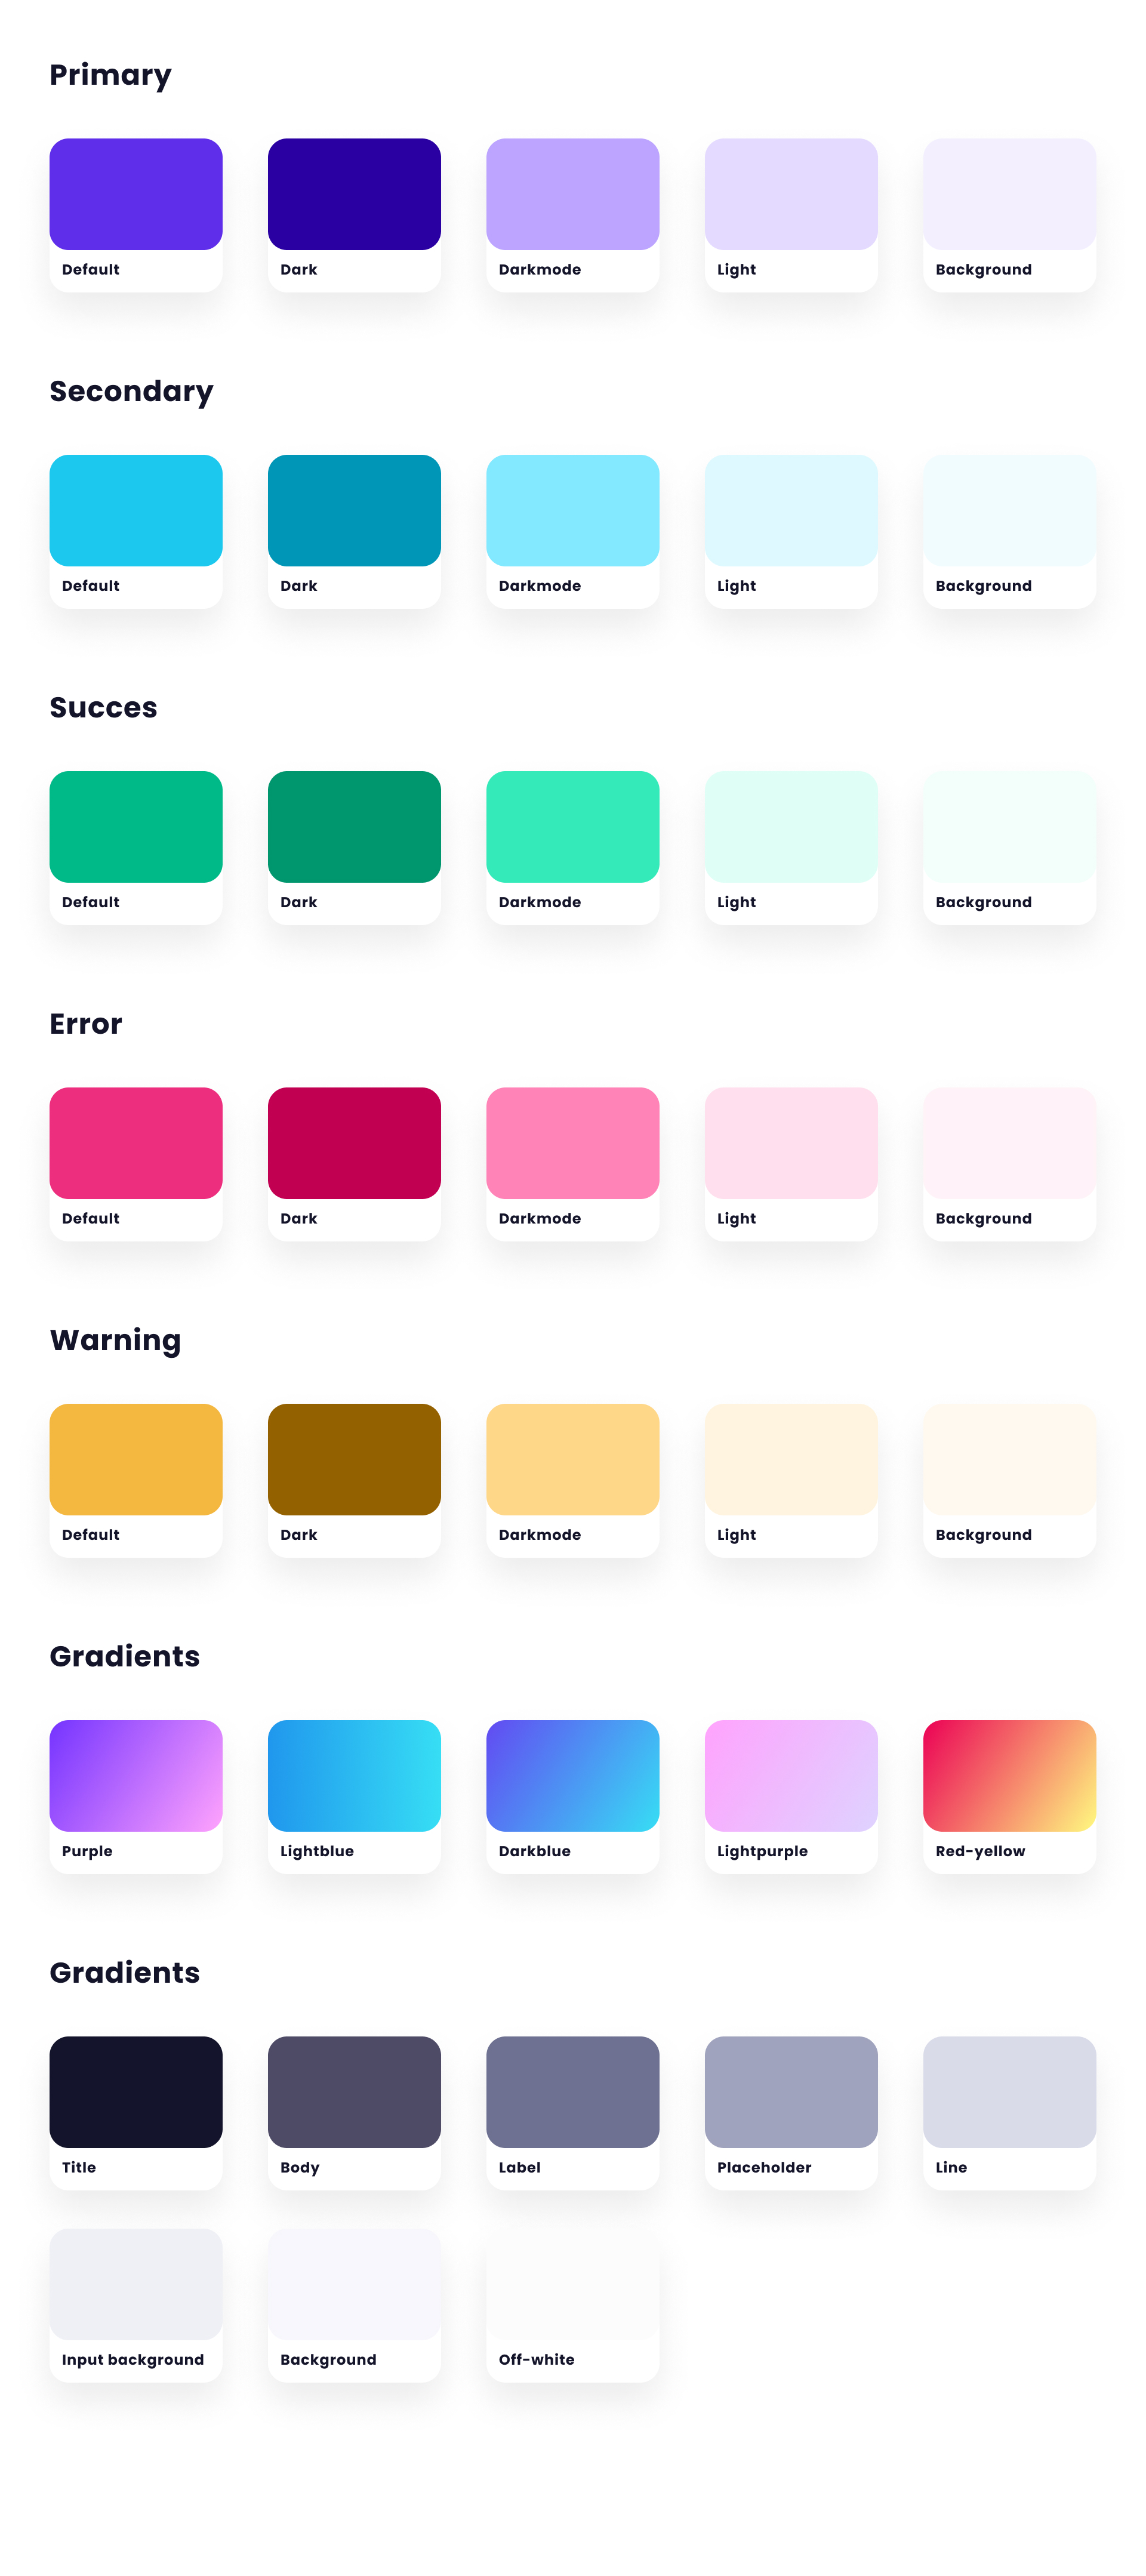 Primary
Default
Dark
Darkmode
Light
Background
Secondary
Default
Dark
Darkmode
Light
Background
Succes
Default
Dark
Darkmode
Light
Background
Error
Default
Dark
Darkmode
Light
Background
Warning
Default
Dark
Darkmode
Light
Background
Gradients
Purple
Lightblue
Darkblue
Lightpurple
Red-yellow
Gradients
Title
Body
Label
Placeholder
Line
Input background
Background
Off-white